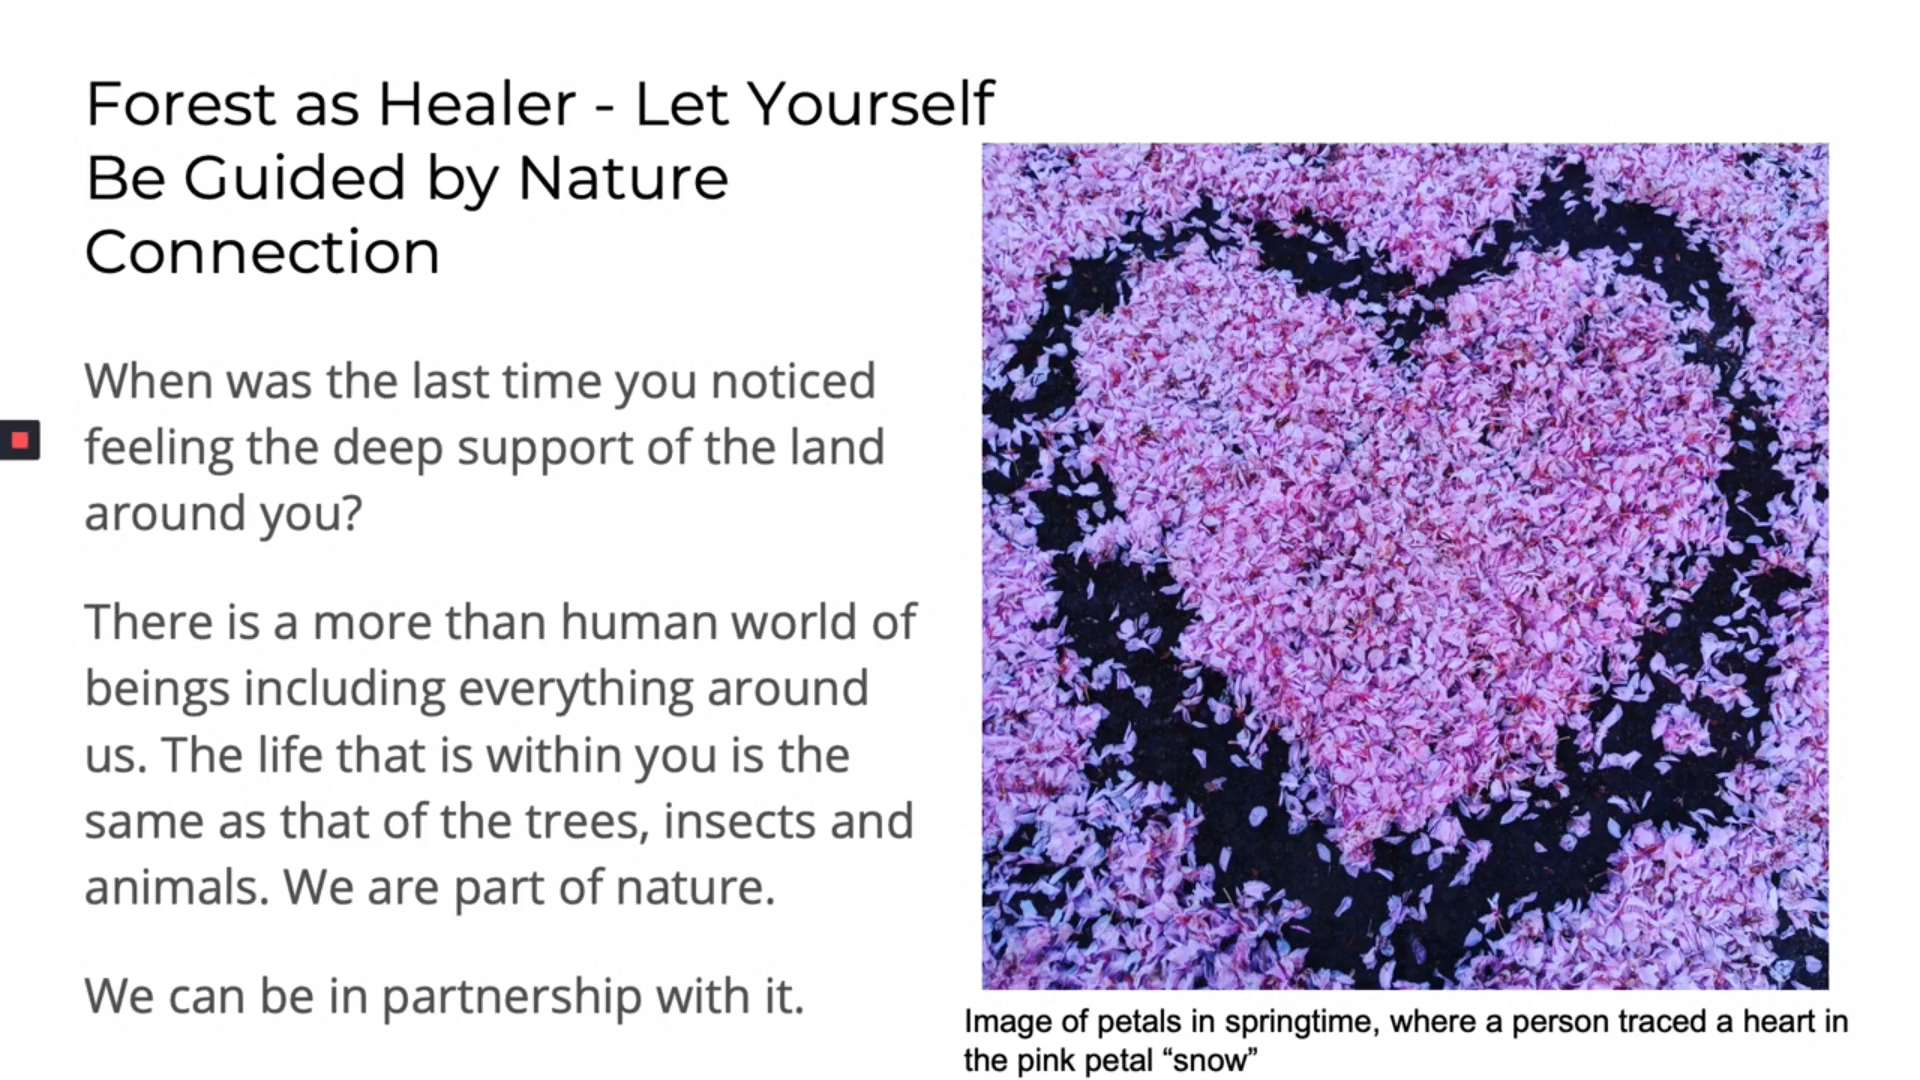 Forest as Healer - Let Yourself
Be Guided by Nature
Connection
When was the last time you noticed
feeling the deep support of the land
around you?
There is a more than human world of
beings including everything around
us. The life that is within you is the
same as that of the trees, insects and
animals. We are part of nature.
We can be in partnership with it.
Image of petals in springtime, where a person traced a heart in
the pink petal “snow”